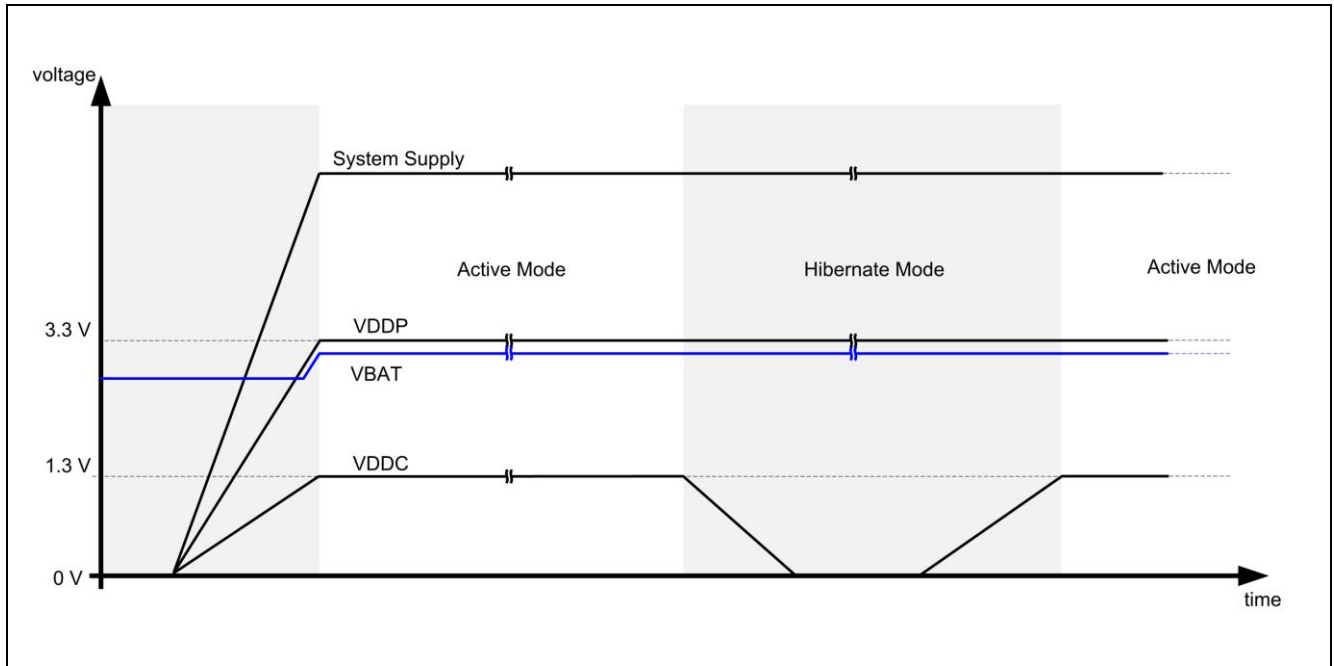 voltage
System Supply
Active Mode
Hibernate Mode
Active Mode
3.3 V
VDDP
VBAT
1.3 V
VDDC
0 V
time